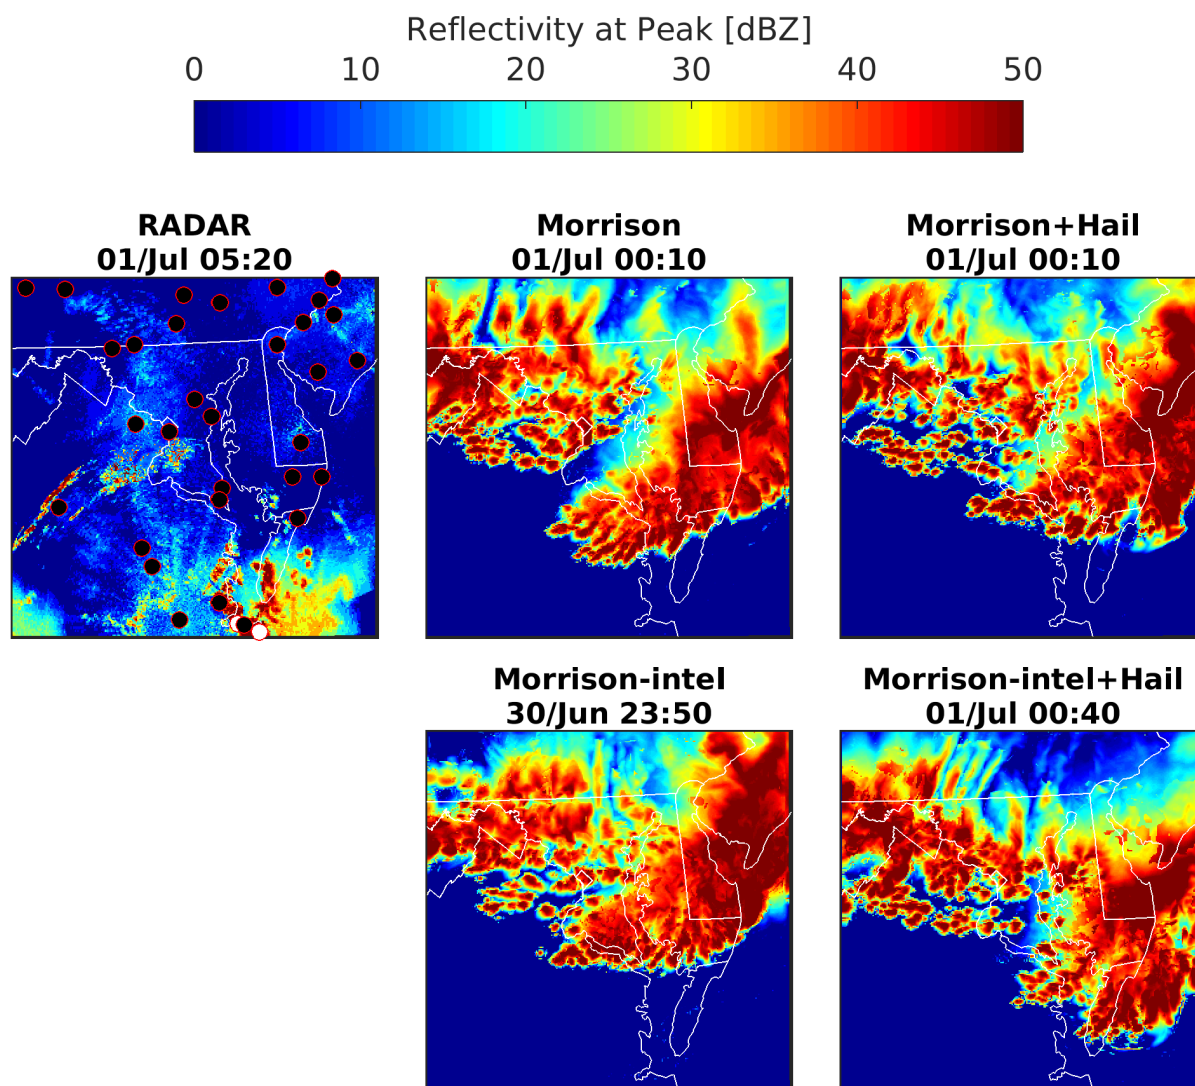 Reflectivity at Peak [dBZ]
0 10 20 30 40 50
RADAR
01/Jul 05:20
Morrison
01/Jul 00:10
Morrison+Hail
01/Jul 00:10
Morrison-intel
30/Jun 23:50
Morrison-intel+Hail
01/Jul 00:40